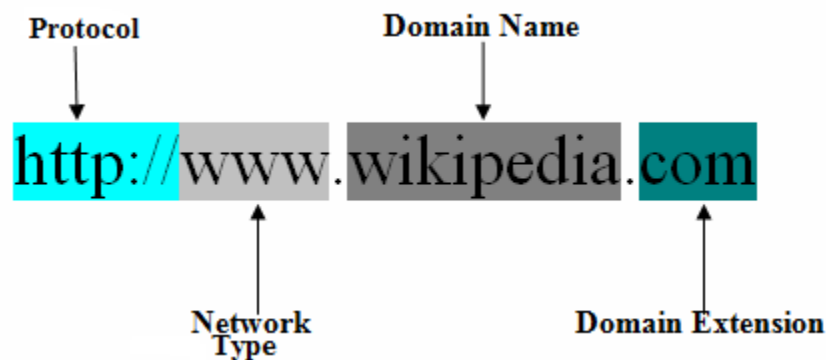 Protocol
Domain Name
http://www.wikipedia.com
Network
Type
Domain Extension